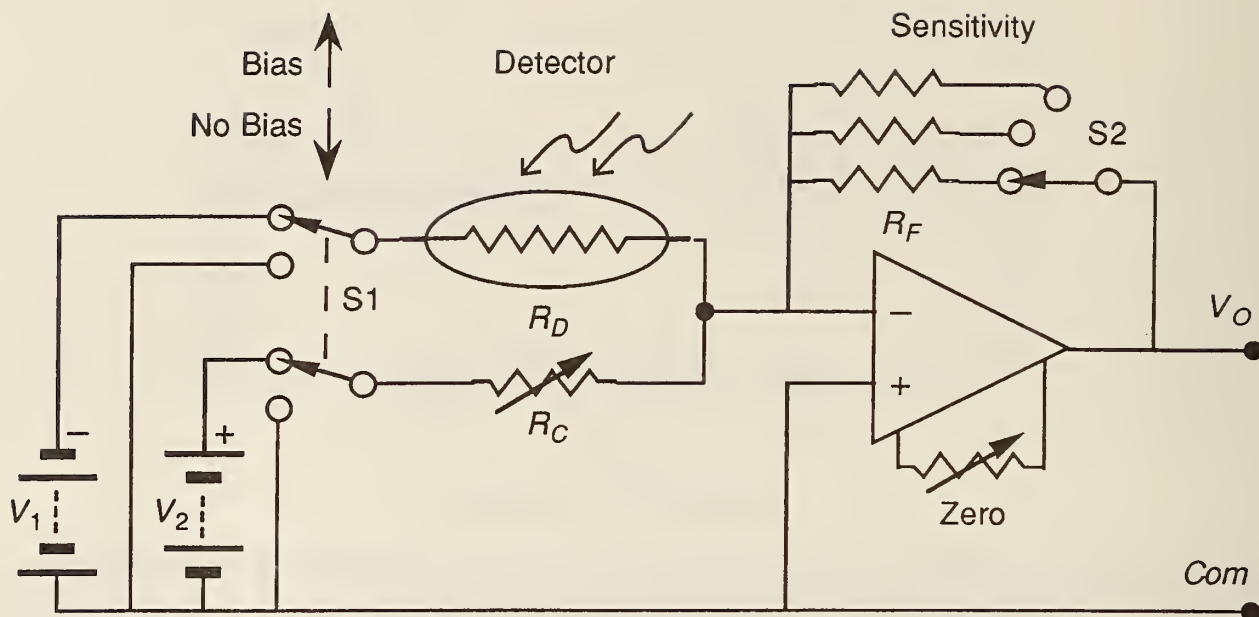 Sensitivity
Bias
Detector
No Bias
S2
R_F
S1
R_D
V_O
−
+
R_C
−
+
V_1
V_2
Zero
Com